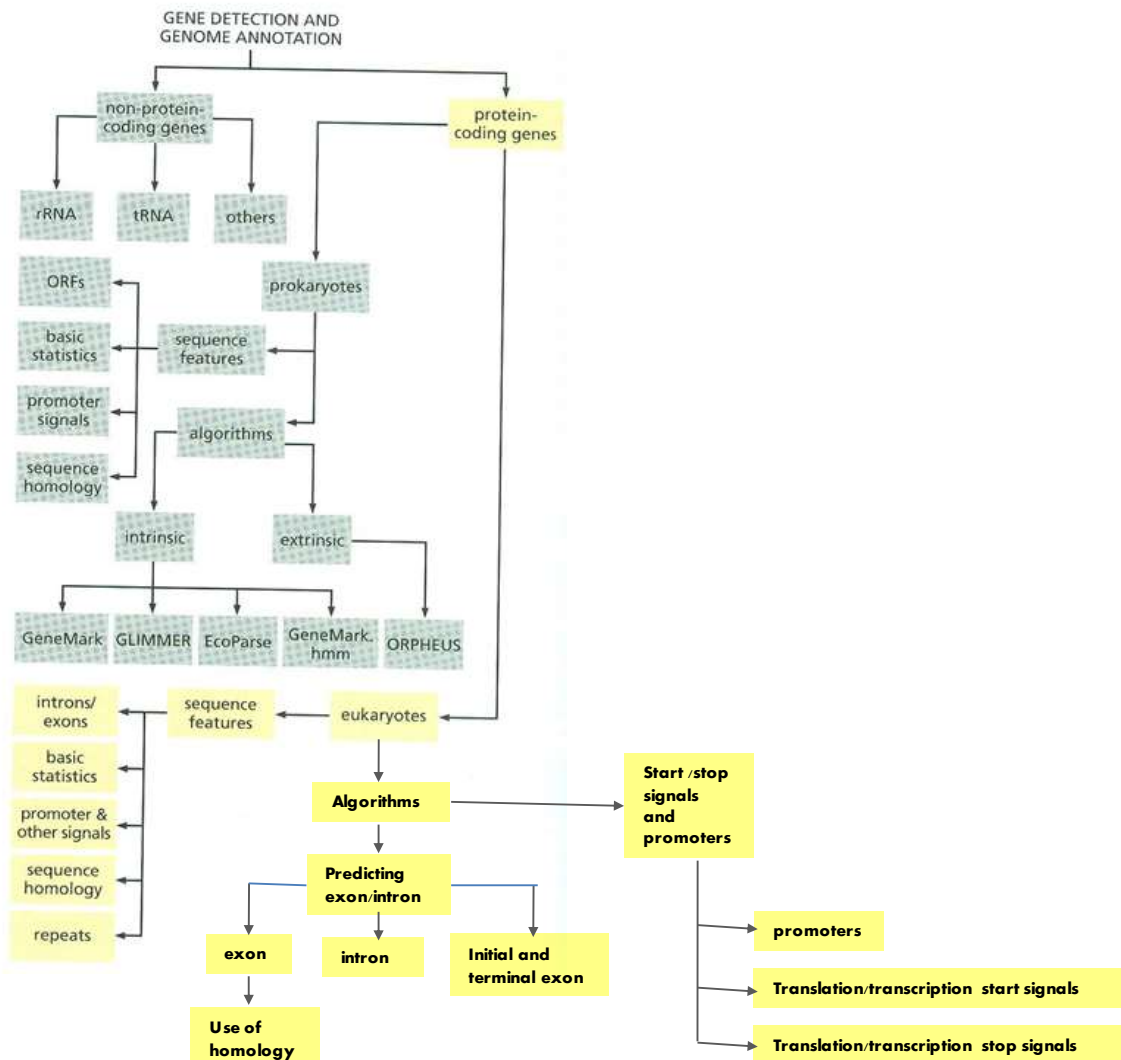 GENE DETECTION AND
GENOME ANNOTATION
non-protein-
coding genes
protein-
coding genes
rRNA
tRNA
others
ORFs
prokaryotes
basic
statistics
sequence
features
promoter
signals
algorithms
sequence
homology
intrinsic
extrinsic
GeneMark
GLIMMER
EcoParse
GeneMark.
hmm
ORPHEUS
introns/
exons
sequence
features
eukaryotes
basic
statistics
promoter &
other signals
sequence
homology
repeats
Algorithms
Start /stop
signals
and
promoters
Predicting
exon/intron
exon
intron
Initial and
terminal exon
Use of
homology
promoters
Translation/transcription start signals
Translation/transcription stop signals